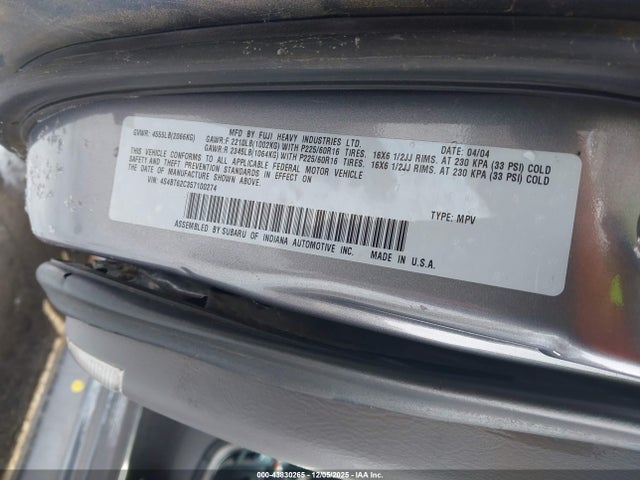 MFD. BY FUJI HEAVY INDUSTRIES LTD. DATE: 04/04
GVWR: 4555LB(2066KG) GAWR:F 2210LB(1002KG) WITH P225/60R16 TIRES. 16X6 1/2JJ RIMS. AT 230 KPA (33 PSI) COLD
GAWR:R 2345LB(1064KG) WITH P225/60R16 TIRES. 16X6 1/2JJ RIMS. AT 230 KPA (33 PSI) COLD
THIS VEHICLE CONFORMS TO ALL APPLICABLE FEDERAL MOTOR VEHICLE
SAFETY AND THEFT PREVENTION STANDARDS IN EFFECT ON
THE DATE OF MANUFACTURE SHOWN ABOVE.
VIN: 4S4BT62C357100274 TYPE: MPV
ASSEMBLED BY SUBARU OF INDIANA AUTOMOTIVE INC. MADE IN U.S.A.
000-43830265 - 12/05/2025 - IAAI.COM